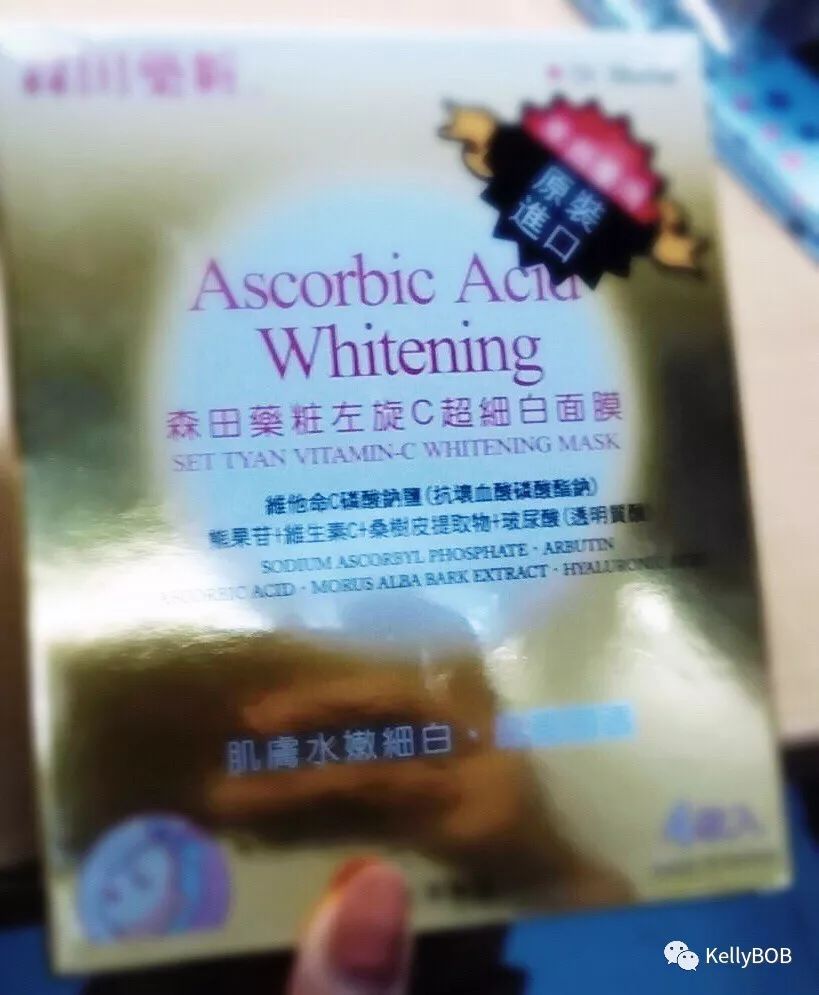 田藥粧
原裝
進口
Ascorbic Acid
Whitening
森田藥粧左旋C超細白面膜
SET TYAN VITAMIN-C WHITENING MASK
維他命C磷酸鈉鹽(抗壞血酸磷酸酯鈉)
熊果苷+維生素C+桑樹皮提取物+玻尿酸(透明質酸
SODIUM ASCORBYL PHOSPHATE · ARBUTIN
ASCORBIC ACID · MORUS ALBA BARK EXTRACT · HYALURONIC ACID
肌膚水嫩細白、
4
KellyBOB